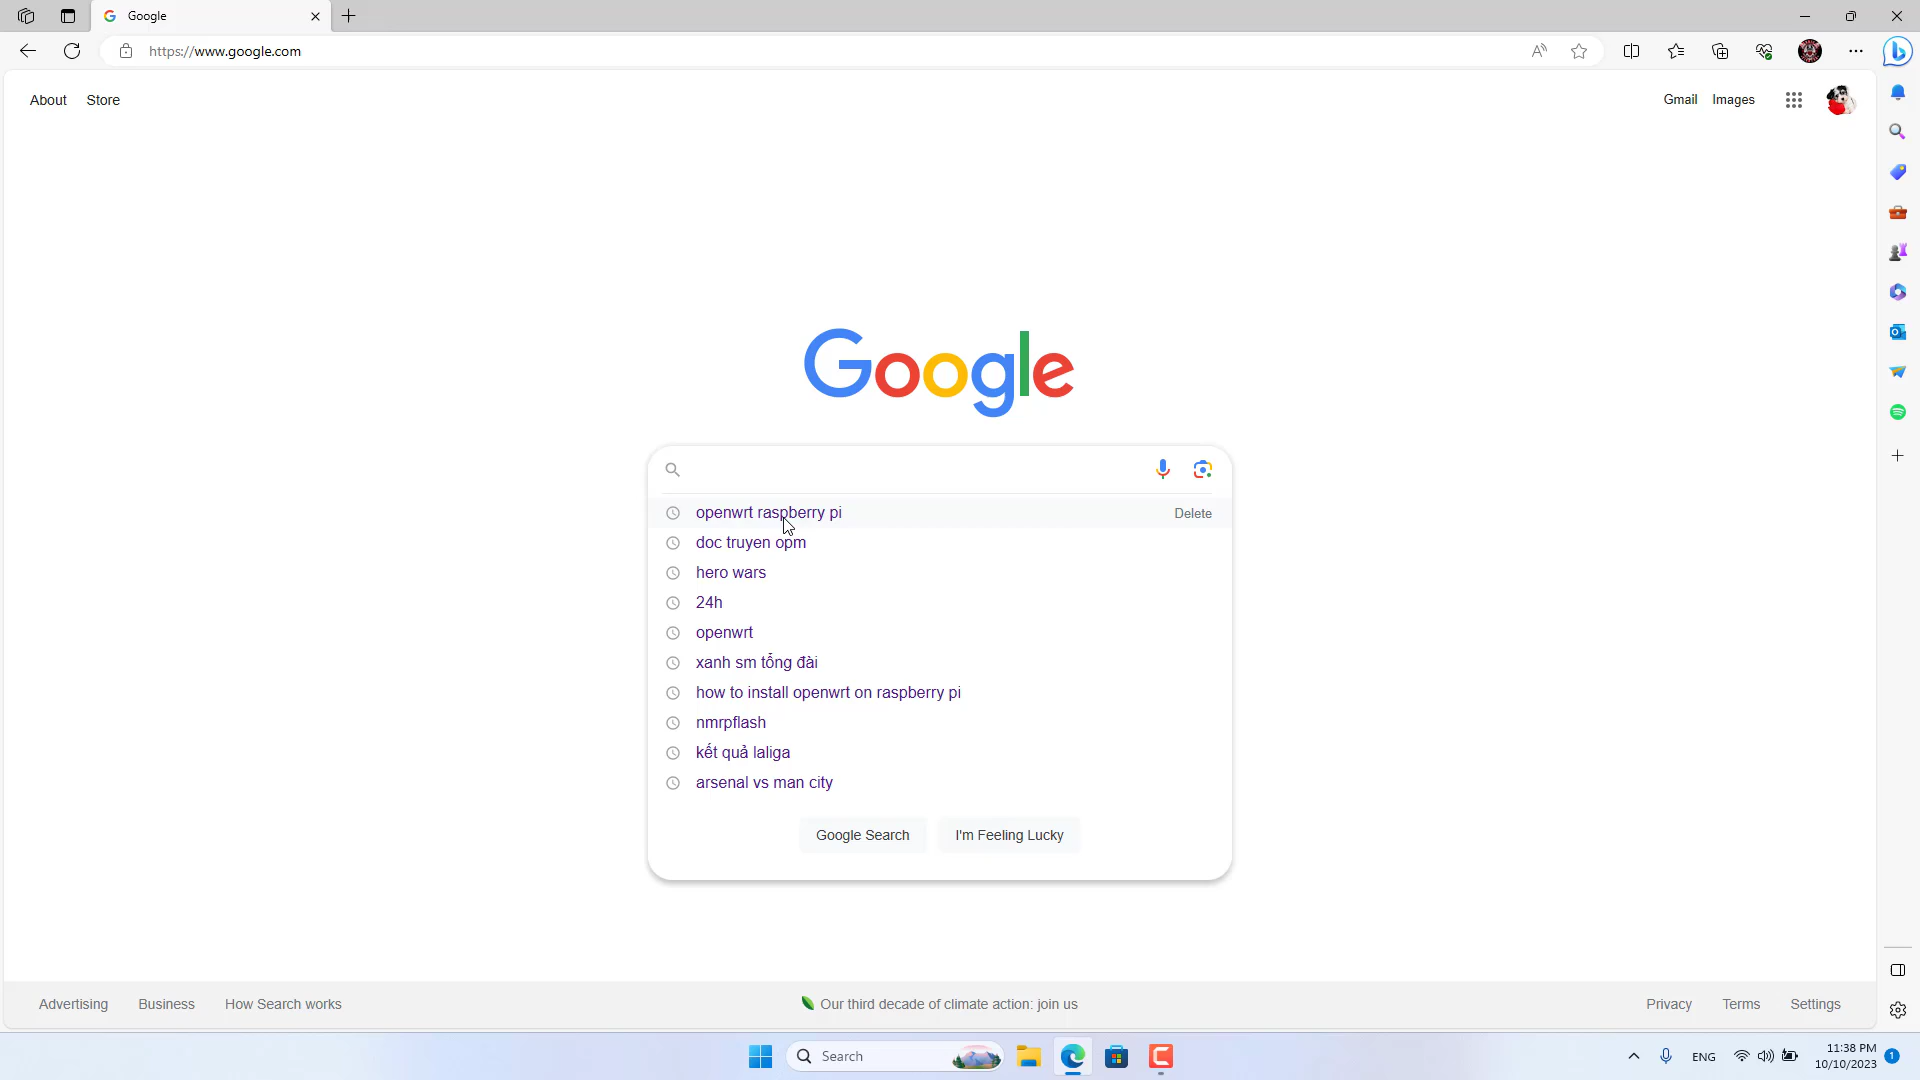 Google
https://www.google.com
About Store
Gmail Images
Google
openwrt raspberry pi Delete
doc truyen opm
hero wars
24h
openwrt
xanh sm tổng đài
how to install openwrt on raspberry pi
nmrpflash
kết quả laliga
arsenal vs man city
Google Search I'm Feeling Lucky
Advertising Business How Search works Our third decade of climate action: join us Privacy Terms Settings
Search ENG 11:38 PM
10/10/2023 1